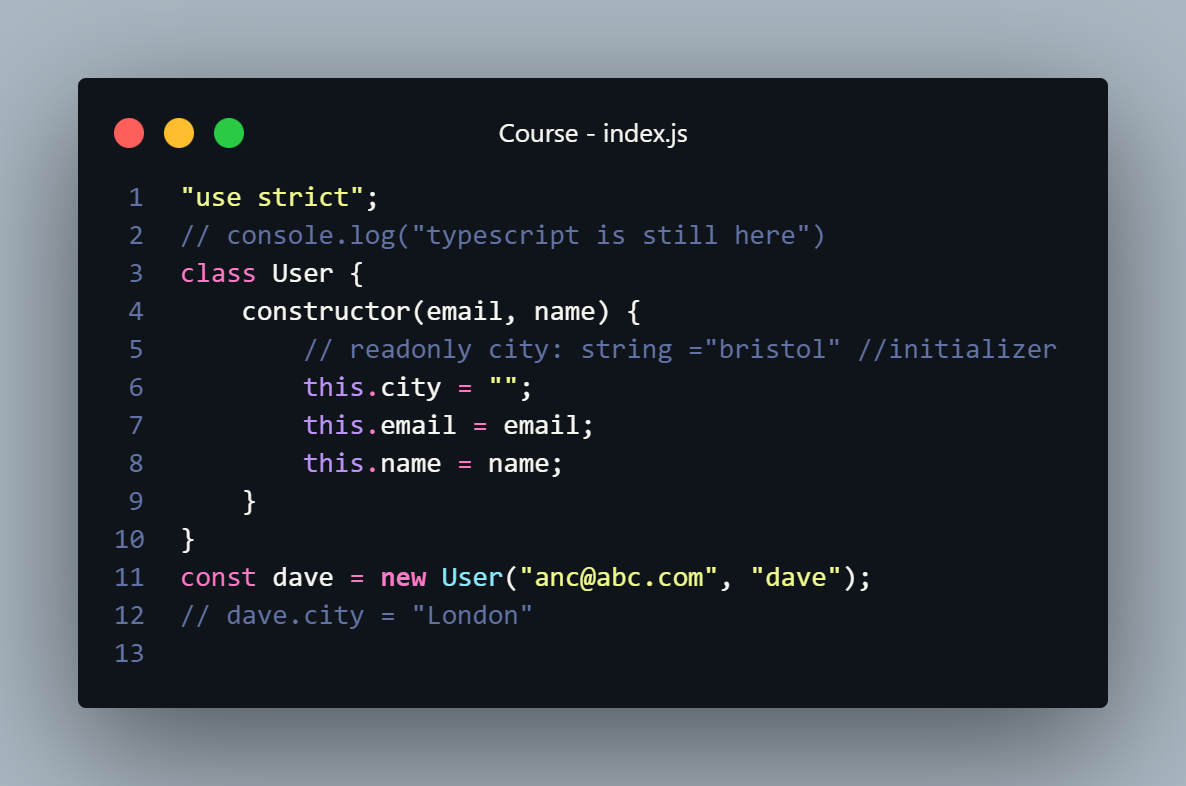 Course - index.js
1 "use strict";
2 // console.log("typescript is still here")
3 class User {
4     constructor(email, name) {
5         // readonly city: string ="bristol" //initializer
6         this.city = "";
7         this.email = email;
8         this.name = name;
9     }
10 }
11 const dave = new User("anc@abc.com", "dave");
12 // dave.city = "London"
13